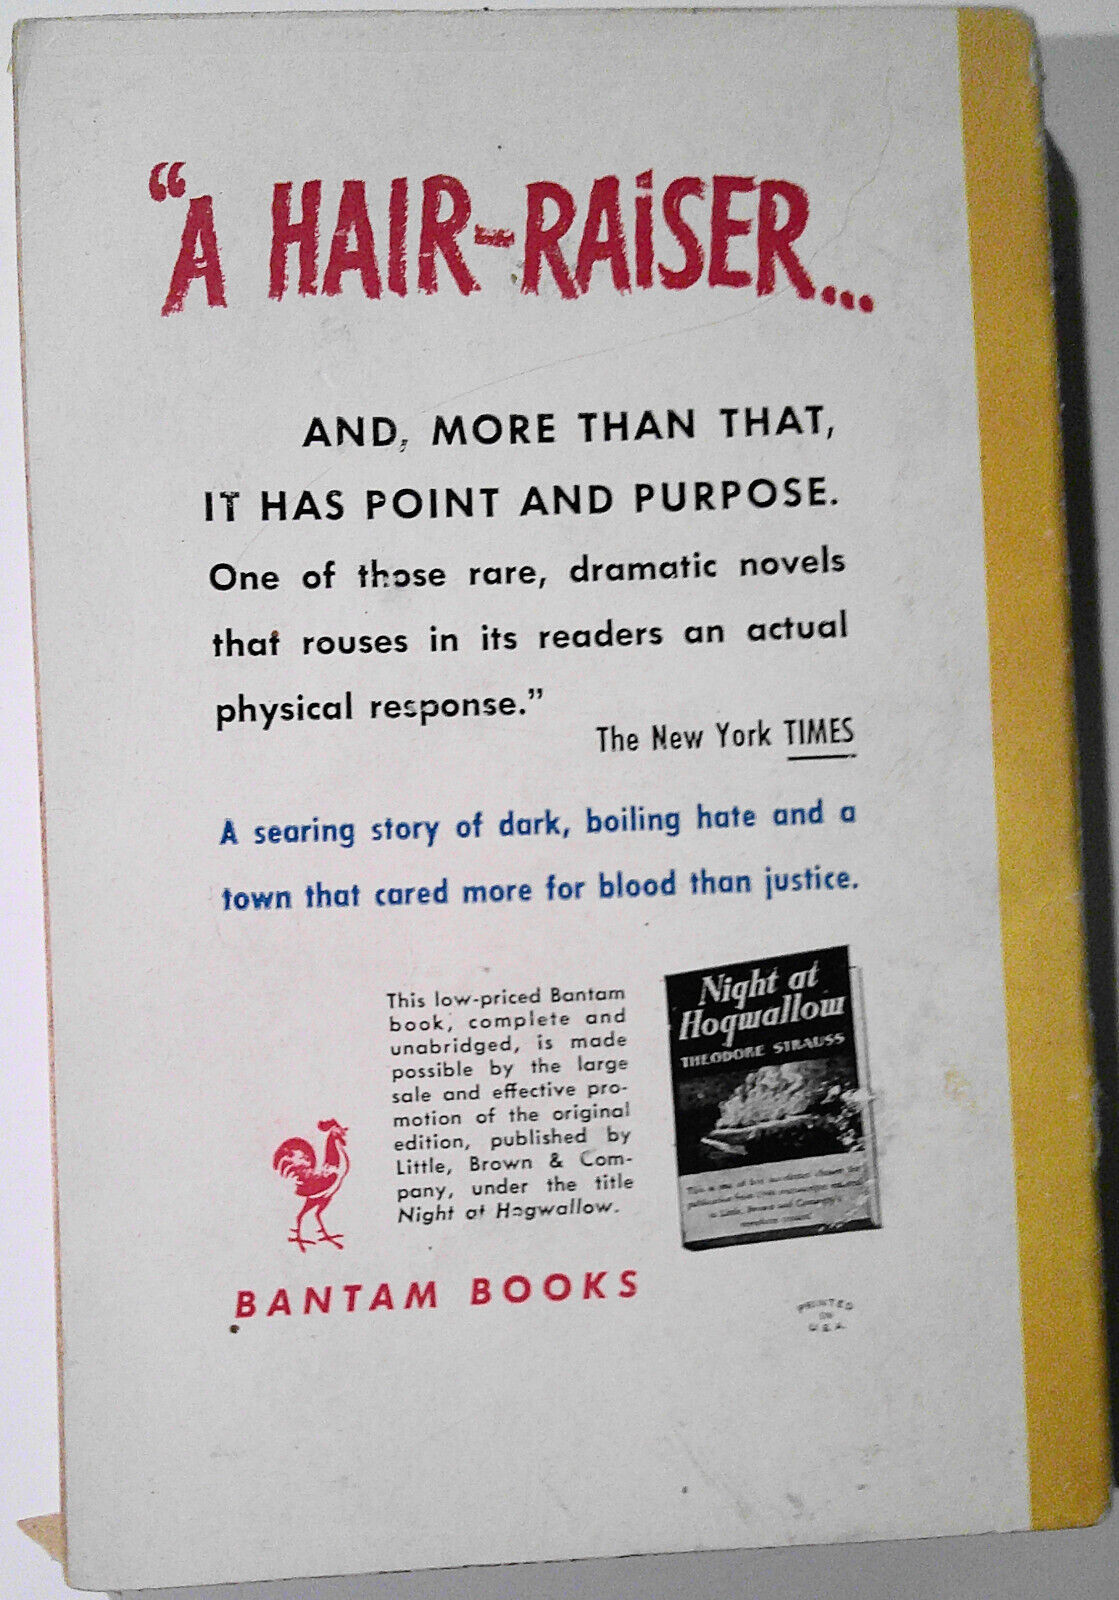 “A HAIR-RAiSER...
AND, MORE THAN THAT,
IT HAS POINT AND PURPOSE.
One of those rare, dramatic novels
that rouses in its readers an actual
physical response.”
The New York TIMES
A searing story of dark, boiling hate and a
town that cared more for blood than justice.
This low-priced Bantam
book, complete and
unabridged, is made
possible by the large
sale and effective pro-
motion of the original
edition, published by
Little, Brown & Com-
pany, under the title
Night at Hogwallow.
Night at
Hogwallow
THEODORE STRAUSS
BANTAM BOOKS
PRINTED
IN
U.S.A.